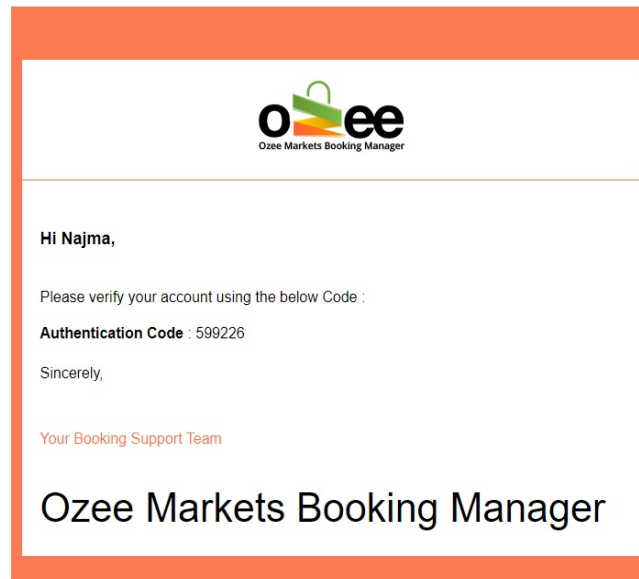 ozee
Ozee Markets Booking Manager
Hi Najma,
Please verify your account using the below Code :
Authentication Code : 599226
Sincerely,
Your Booking Support Team
Ozee Markets Booking Manager